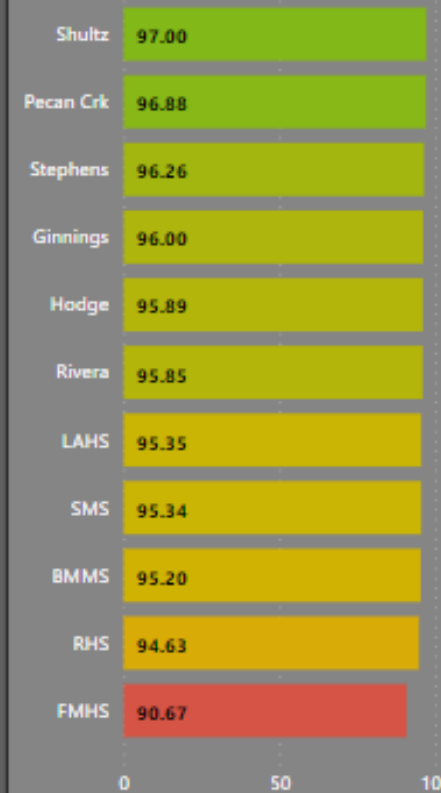 Shultz 97.00
Pecan Crk 96.88
Stephens 96.26
Ginnings 96.00
Hodge 95.89
Rivera 95.85
LAHS 95.35
SMS 95.34
BMMS 95.20
RHS 94.63
FMHS 90.67
0 50 10